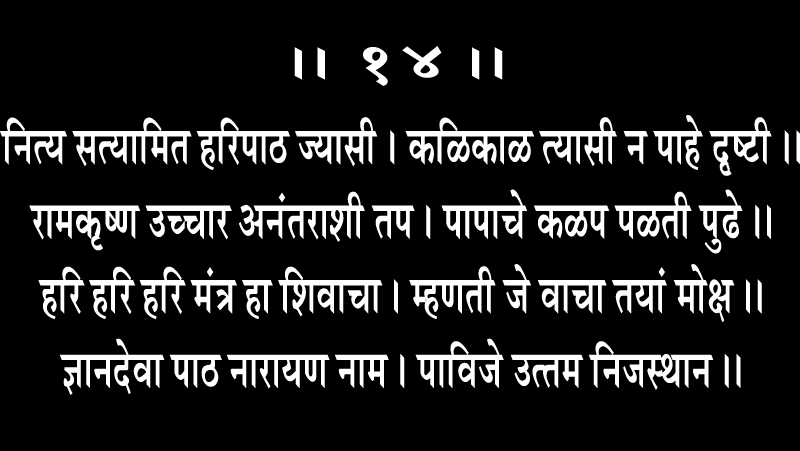 ।। १४ ।।
नित्य सत्यामित हरिपाठ ज्यासी । कळिकाळ त्यासी न पाहे द्वष्टी ।।
रामकृष्ण उच्चार अनंतराशी तप । पापाचे कळप पळती पुढे ।।
हरि हरि हरि मंत्र हा शिवाचा । म्हणती जे वाचा तयां मोक्ष ।।
ज्ञानदेवा पाठ नारायण नाम । पाविजे उत्तम निजस्थान ।।